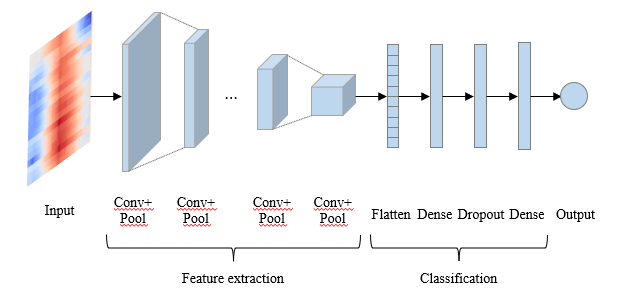 ...
Input
Conv+
Pool
Conv+
Pool
Conv+
Pool
Conv+
Pool
Flatten
Dense
Dropout
Dense
Output
Feature extraction
Classification